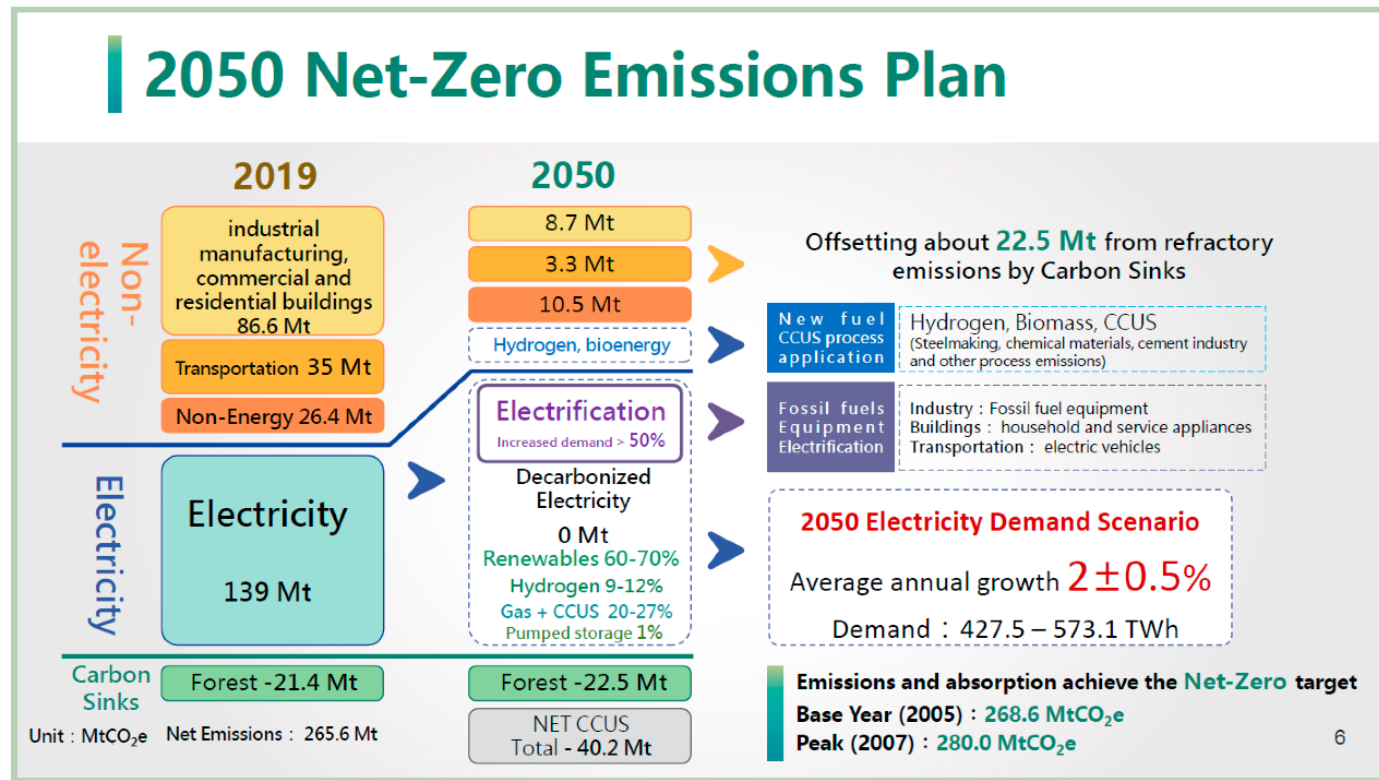 2050 Net-Zero Emissions Plan
2019
2050
Non-
electricity
industrial
manufacturing,
commercial and
residential buildings
86.6 Mt
Transportation 35 Mt
Non-Energy 26.4 Mt
8.7 Mt
3.3 Mt
10.5 Mt
Hydrogen, bioenergy
Offsetting about 22.5 Mt from refractory
emissions by Carbon Sinks
New fuel
CCUS process
application
Hydrogen, Biomass, CCUS
(Steelmaking, chemical materials, cement industry
and other process emissions)
Fossil fuels
Equipment
Electrification
Industry : Fossil fuel equipment
Buildings : household and service appliances
Transportation : electric vehicles
Electricity
Electricity
139 Mt
Electrification
Increased demand > 50%
Decarbonized
Electricity
0 Mt
Renewables 60-70%
Hydrogen 9-12%
Gas + CCUS 20-27%
Pumped storage 1%
2050 Electricity Demand Scenario
Average annual growth 2±0.5%
Demand : 427.5 – 573.1 TWh
Carbon
Sinks
Forest -21.4 Mt
Forest -22.5 Mt
Unit : MtCO₂e
Net Emissions : 265.6 Mt
NET CCUS
Total - 40.2 Mt
Emissions and absorption achieve the Net-Zero target
Base Year (2005) : 268.6 MtCO₂e
Peak (2007) : 280.0 MtCO₂e
6